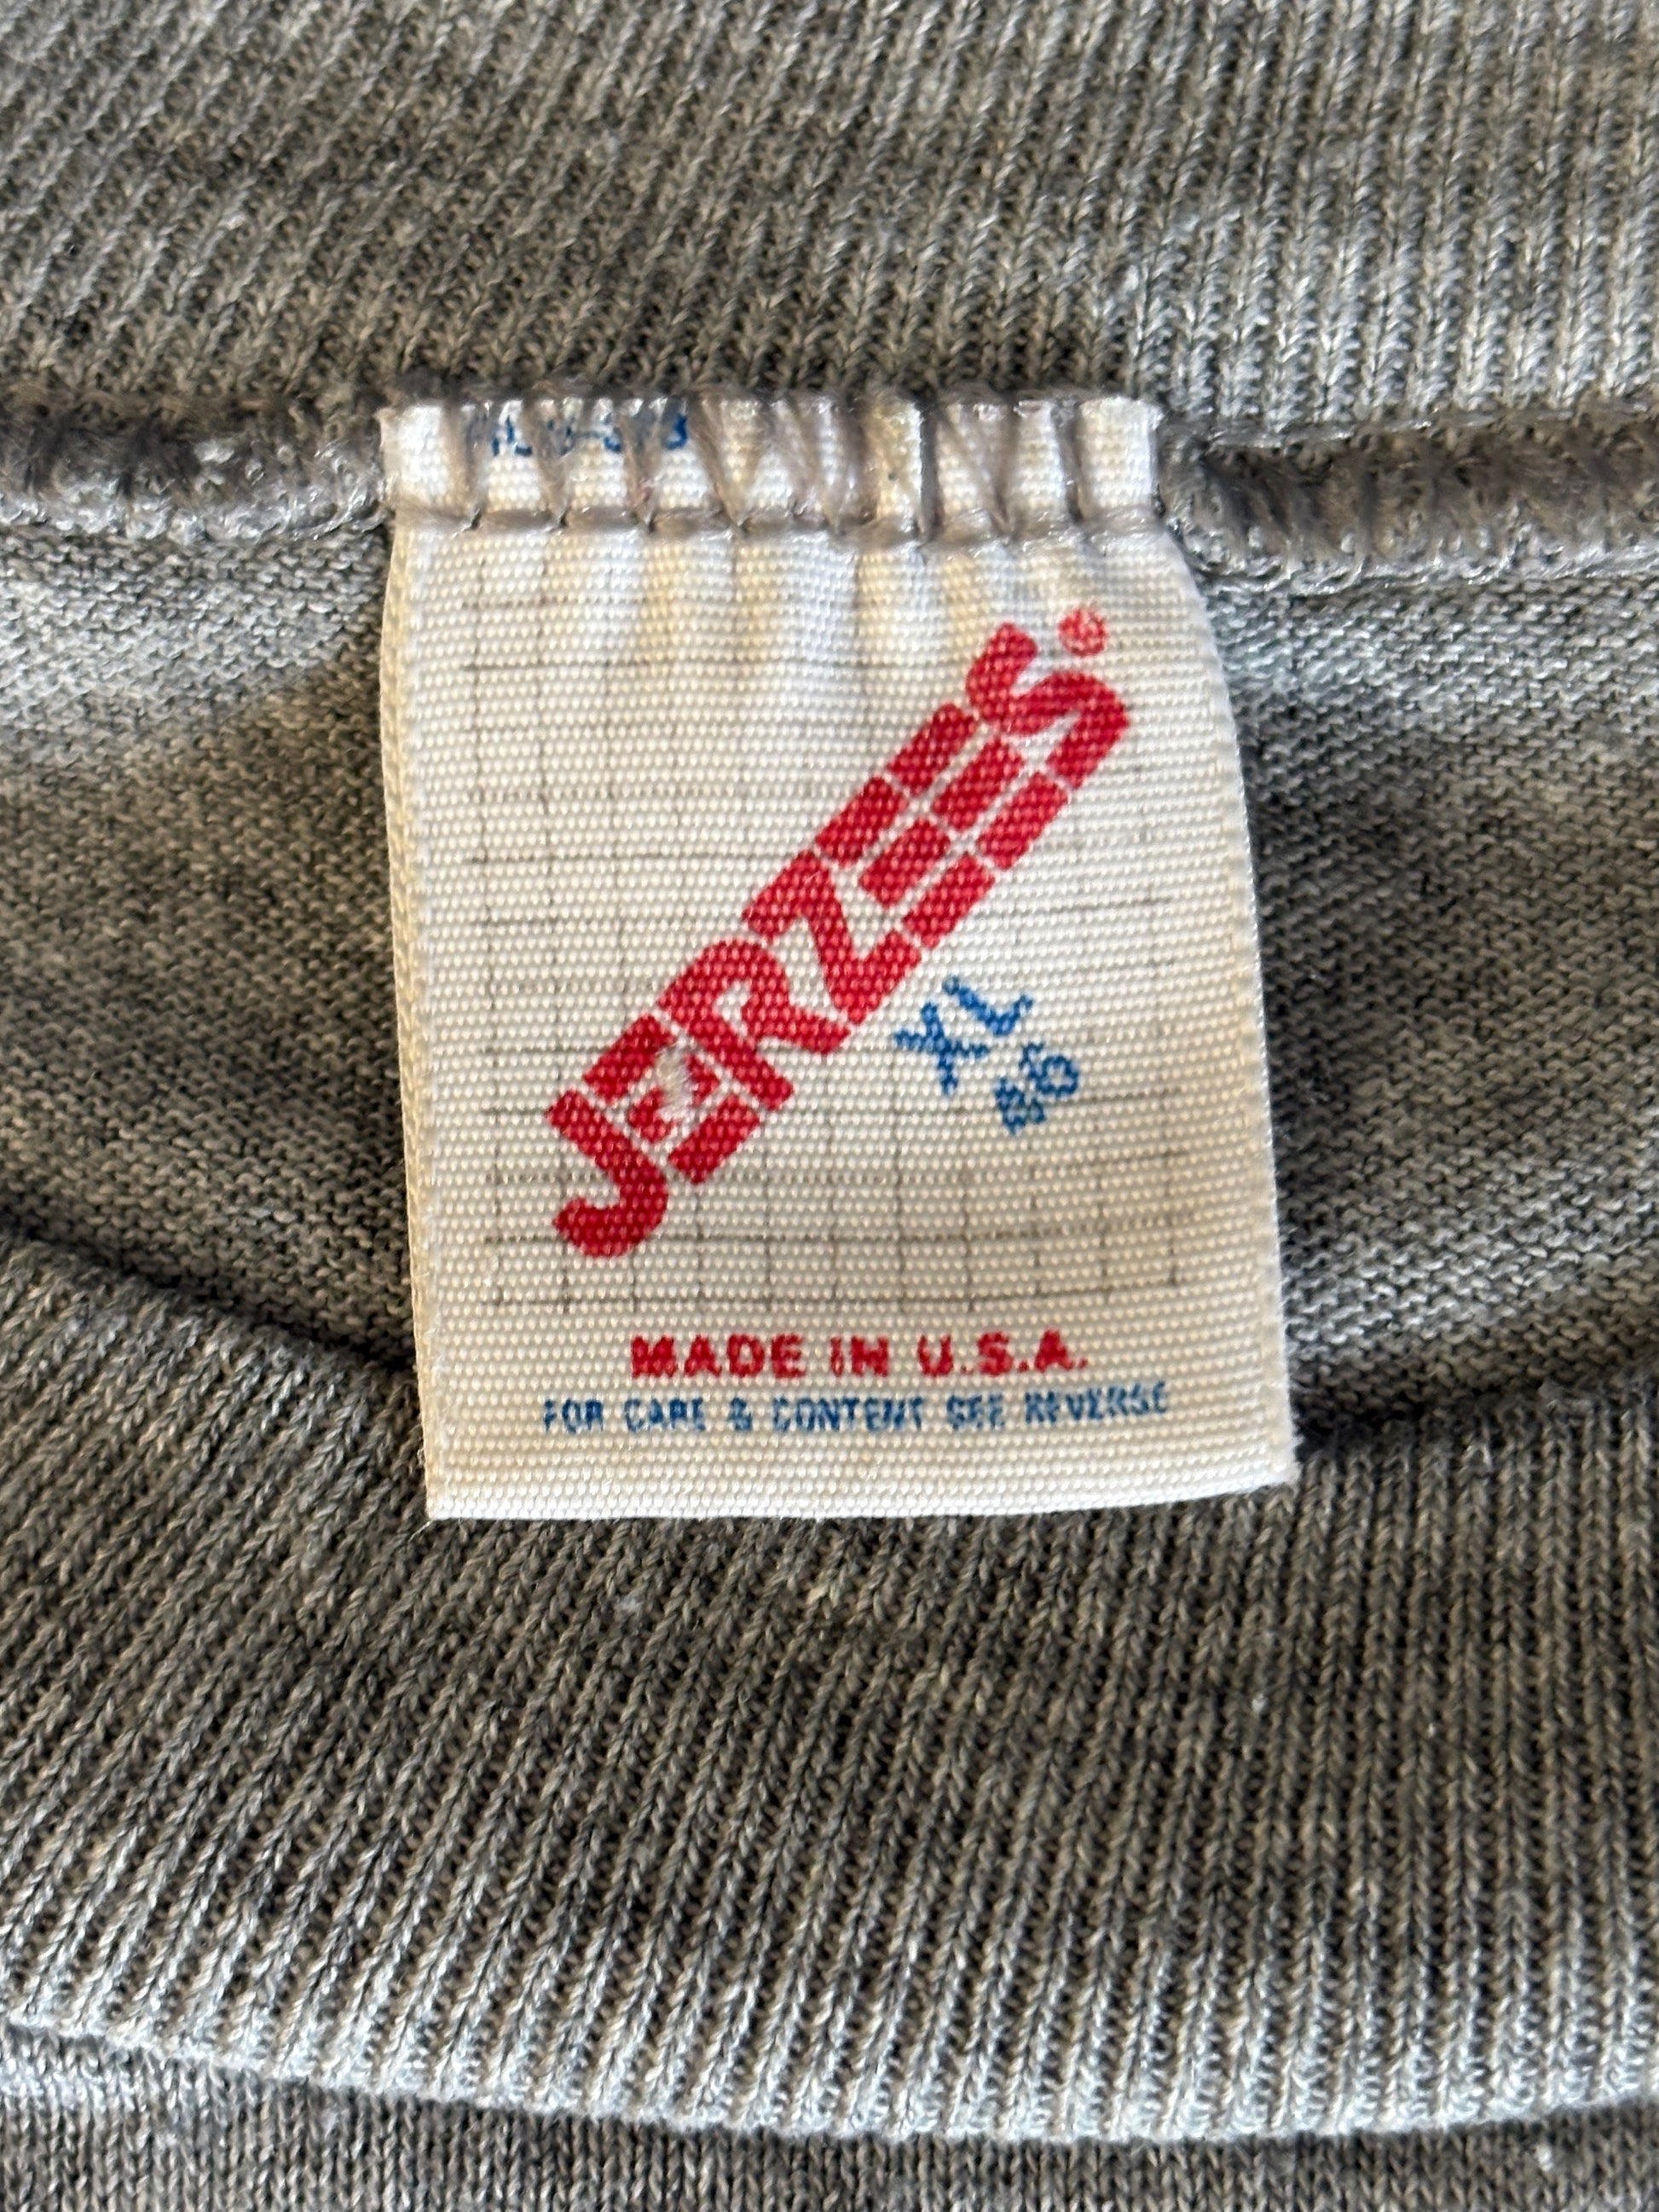 JERZEES®
XL
46
MADE IN U.S.A.
FOR CARE & CONTENT SEE REVERSE